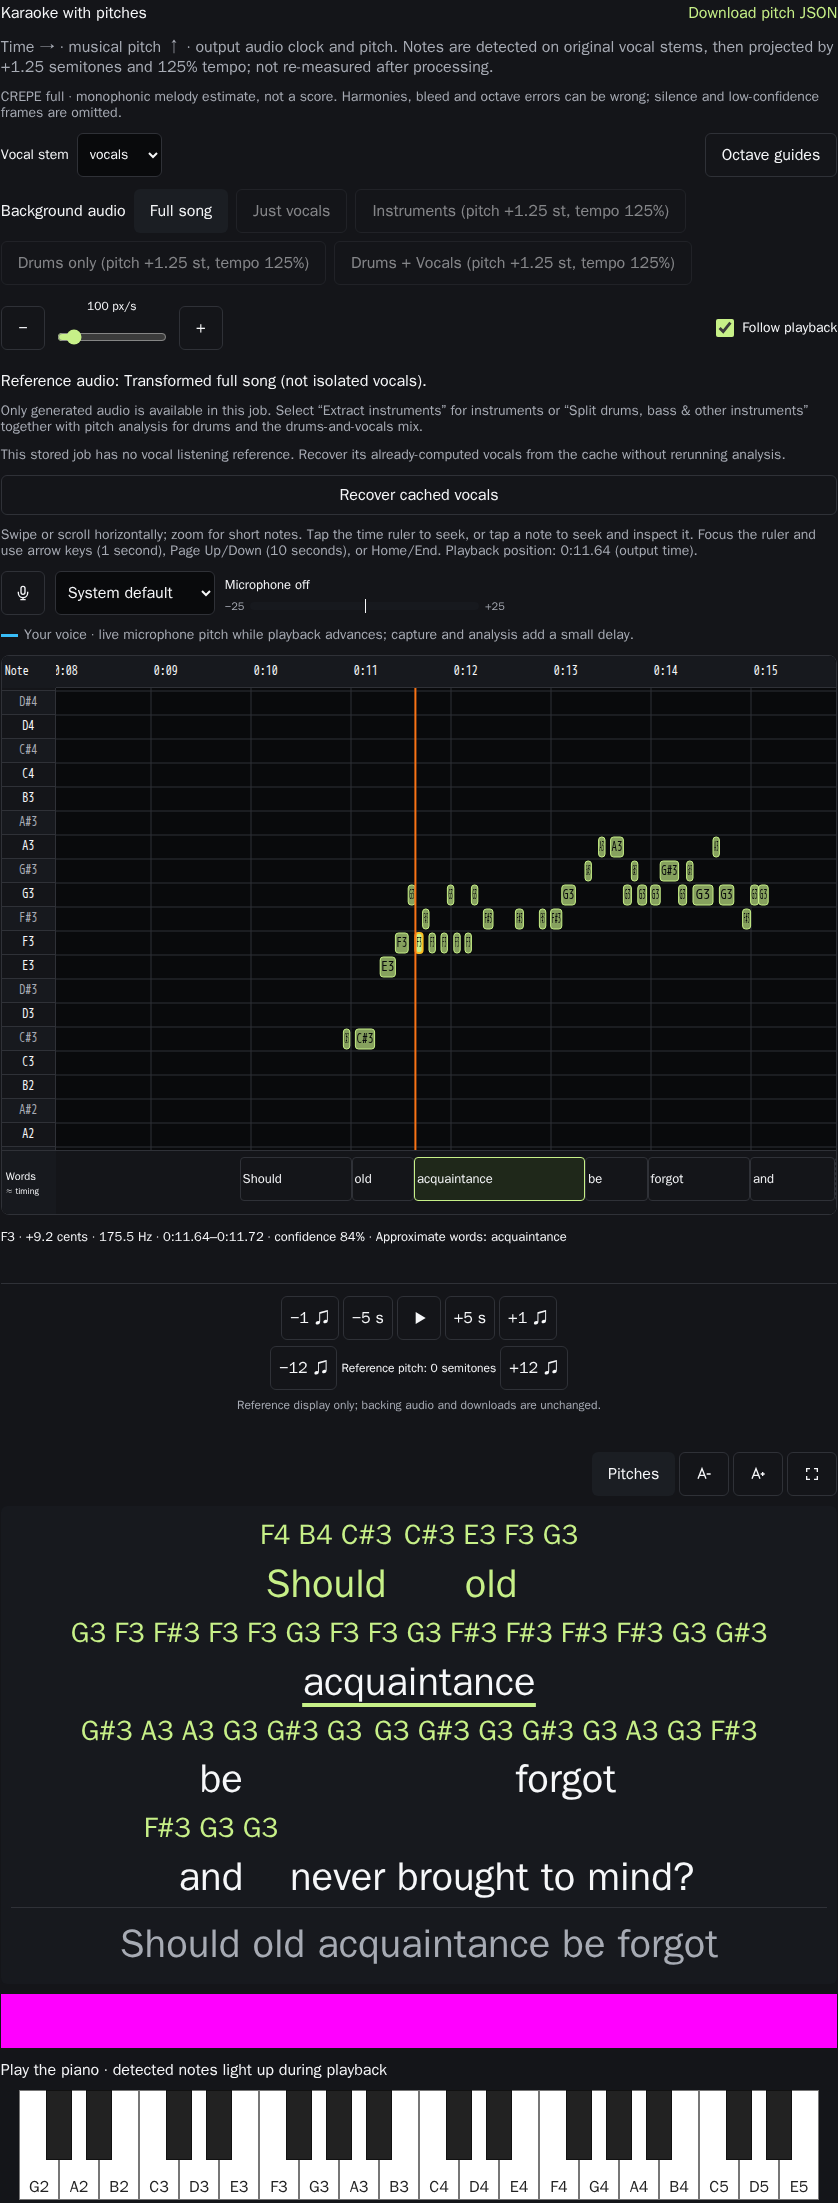 Karaoke with pitches
Download pitch JSON
Time → · musical pitch ↑ · output audio clock and pitch. Notes are detected on original vocal stems, then projected by
+1.25 semitones and 125% tempo; not re-measured after processing.
CREPE full · monophonic melody estimate, not a score. Harmonies, bleed and octave errors can be wrong; silence and low-confidence
frames are omitted.
Vocal stem vocals Octave guides
Background audio Full song Just vocals Instruments (pitch +1.25 st, tempo 125%)
Drums only (pitch +1.25 st, tempo 125%) Drums + Vocals (pitch +1.25 st, tempo 125%)
100 px/s
− + Follow playback
Reference audio: Transformed full song (not isolated vocals).
Only generated audio is available in this job. Select “Extract instruments” for instruments or “Split drums, bass & other instruments”
together with pitch analysis for drums and the drums-and-vocals mix.
This stored job has no vocal listening reference. Recover its already-computed vocals from the cache without rerunning analysis.
Recover cached vocals
Swipe or scroll horizontally; zoom for short notes. Tap the time ruler to seek, or tap a note to seek and inspect it. Focus the ruler and
use arrow keys (1 second), Page Up/Down (10 seconds), or Home/End. Playback position: 0:11.64 (output time).
System default Microphone off
−25 +25
Your voice · live microphone pitch while playback advances; capture and analysis add a small delay.
Note 0:08 0:09 0:10 0:11 0:12 0:13 0:14 0:15
D#4
D4
C#4
C4
B3
A#3
A3 A3
G#3 G#3
G3 G3 G3 G3
F#3 F#3
F3 F3
E3 E3
D#3
D3
C#3 C#3
C3
B2
A#2
A2
Words Should old acquaintance be forgot and
≈ timing
F3 · +9.2 cents · 175.5 Hz · 0:11.64–0:11.72 · confidence 84% · Approximate words: acquaintance
−1 ♫ −5 s ▶ +5 s +1 ♫
−12 ♫ Reference pitch: 0 semitones +12 ♫
Reference display only; backing audio and downloads are unchanged.
Pitches A- A+
F4 B4 C#3 C#3 E3 F3 G3
Should old
G3 F3 F#3 F3 F3 G3 F3 F3 G3 F#3 F#3 F#3 F#3 G3 G#3
acquaintance
G#3 A3 A3 G3 G#3 G3 G3 G#3 G3 G#3 G3 A3 G3 F#3
be forgot
F#3 G3 G3
and never brought to mind?
Should old acquaintance be forgot
Play the piano · detected notes light up during playback
G2 A2 B2 C3 D3 E3 F3 G3 A3 B3 C4 D4 E4 F4 G4 A4 B4 C5 D5 E5